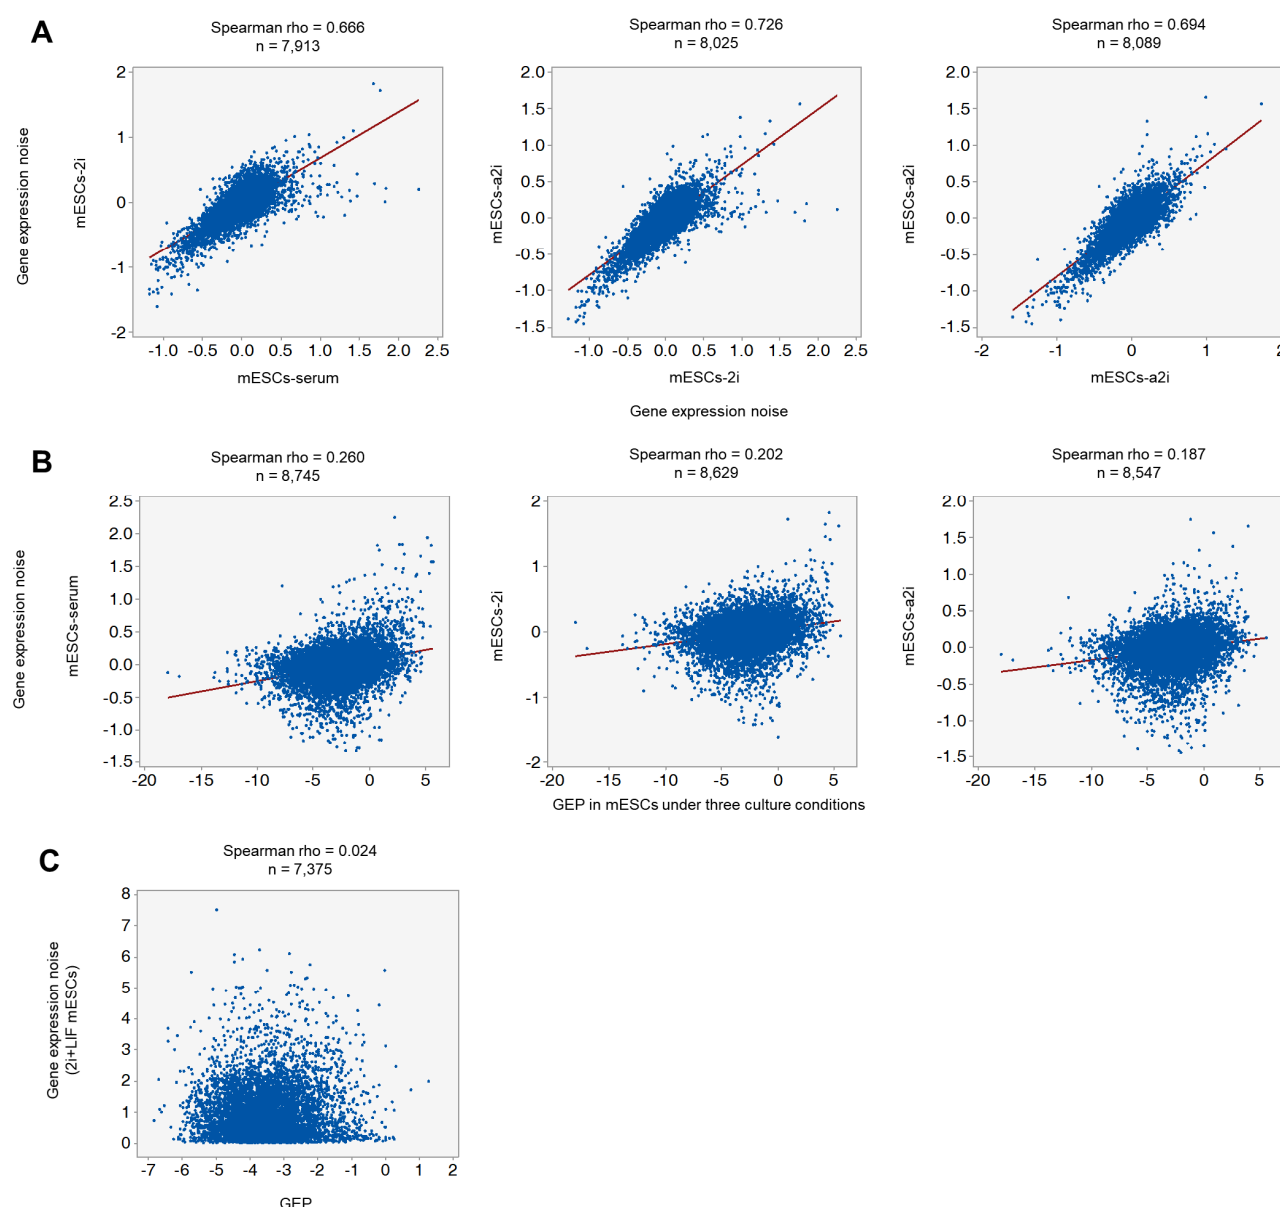 A
Spearman rho = 0.666
n = 7,913
Spearman rho = 0.726
n = 8,025
Spearman rho = 0.694
n = 8,089
Gene expression noise
mESCs-2i
2
1
0
-1
-2
-1.0 -0.5 0.0 0.5 1.0 1.5 2.0 2.5
mESCs-serum
mESCs-a2i
2.0
1.5
1.0
0.5
0.0
-0.5
-1.0
-1.5
-1.0 -0.5 0.0 0.5 1.0 1.5 2.0 2.5
mESCs-2i
mESCs-a2i
2.0
1.5
1.0
0.5
0.0
-0.5
-1.0
-1.5
-2 -1 0 1 2
mESCs-a2i
Gene expression noise
B
Spearman rho = 0.260
n = 8,745
Spearman rho = 0.202
n = 8,629
Spearman rho = 0.187
n = 8,547
Gene expression noise
mESCs-serum
2.5
2.0
1.5
1.0
0.5
0.0
-0.5
-1.0
-1.5
-20 -15 -10 -5 0 5
mESCs-2i
2
1
0
-1
-2
-20 -15 -10 -5 0 5
mESCs-a2i
2.0
1.5
1.0
0.5
0.0
-0.5
-1.0
-1.5
-20 -15 -10 -5 0 5
GEP in mESCs under three culture conditions
C
Spearman rho = 0.024
n = 7,375
Gene expression noise
(2i+LIF mESCs)
8
7
6
5
4
3
2
1
0
-7 -6 -5 -4 -3 -2 -1 0 1 2
GEP